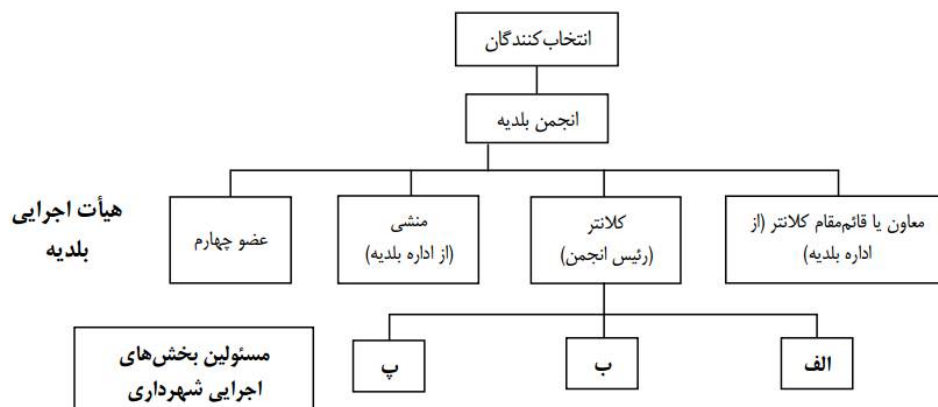 انتخاب‌کنندگان
انجمن بلدیه
معاون یا قائم‌مقام کلانتر (از
اداره بلدیه)
کلانتر
(رئیس انجمن)
منشی
(از اداره بلدیه)
عضو چهارم
هیأت اجرایی
بلدیه
الف
ب
پ
مسئولین بخش‌های
اجرایی شهرداری